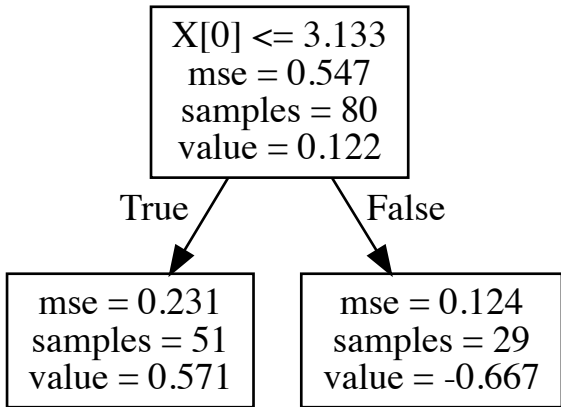 X[0] <= 3.133
mse = 0.547
samples = 80
value = 0.122
True
False
mse = 0.231
samples = 51
value = 0.571
mse = 0.124
samples = 29
value = -0.667